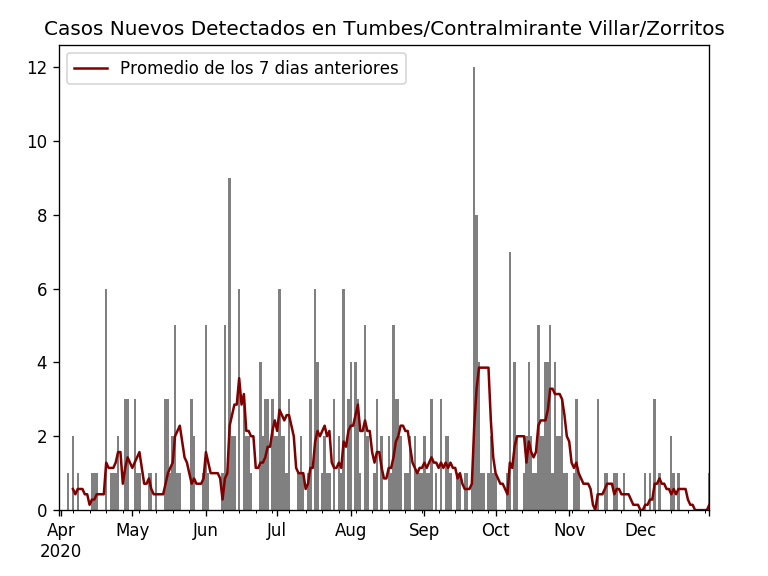 Casos Nuevos Detectados en Tumbes/Contralmirante Villar/Zorritos
Promedio de los 7 dias anteriores
12
10
8
6
4
2
0
Apr May Jun Jul Aug Sep Oct Nov Dec
2020